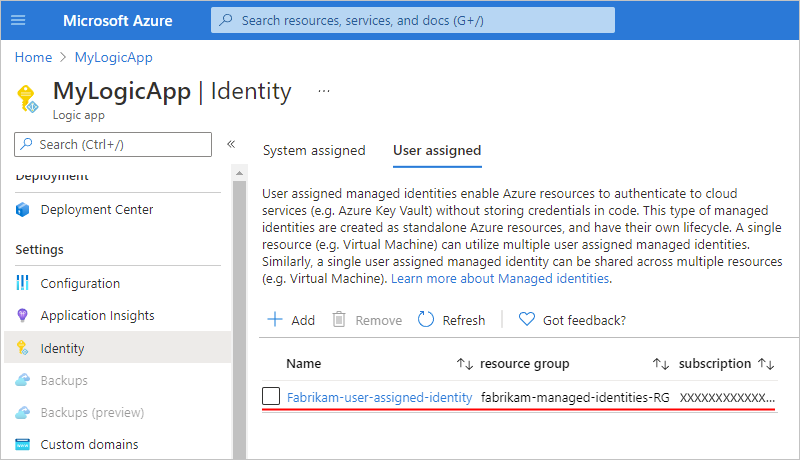 Microsoft Azure
Search resources, services, and docs (G+/)
Home > MyLogicApp
MyLogicApp | Identity ...
Logic app
Search (Ctrl+/)
«
Deployment
Deployment Center
Settings
Configuration
Application Insights
Identity
Backups
Backups (preview)
Custom domains
System assigned
User assigned
User assigned managed identities enable Azure resources to authenticate to cloud
services (e.g. Azure Key Vault) without storing credentials in code. This type of managed
identities are created as standalone Azure resources, and have their own lifecycle. A single
resource (e.g. Virtual Machine) can utilize multiple user assigned managed identities.
Similarly, a single user assigned managed identity can be shared across multiple resources
(e.g. Virtual Machine). Learn more about Managed identities.
Add Remove Refresh Got feedback?
Name resource group subscription
Fabrikam-user-assigned-identity fabrikam-managed-identities-RG XXXXXXXXXXXX...